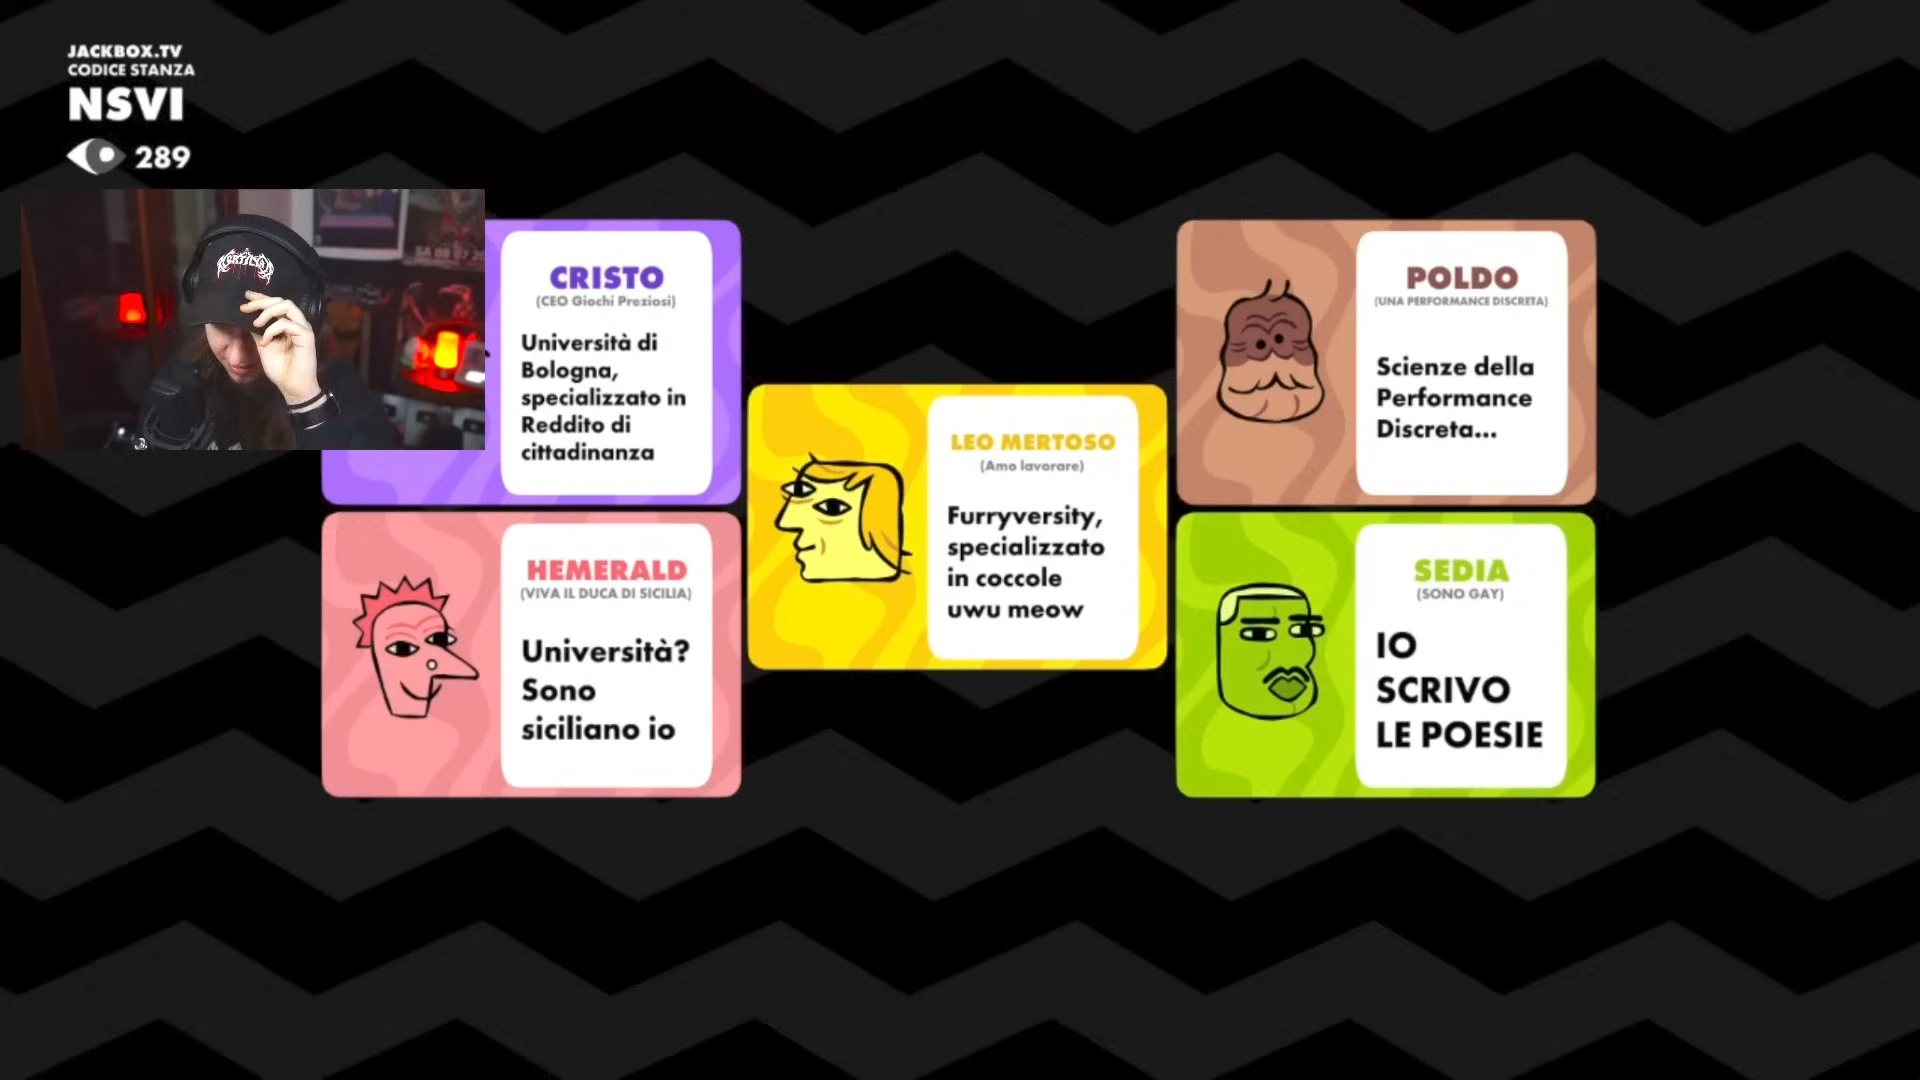 JACKBOX.TV
CODICE STANZA
NSVI
289
CRISTO
(CEO Giochi Preziosi)
Università di
Bologna,
specializzato in
Reddito di
cittadinanza
HEMERALD
(VIVA IL DUCA DI SICILIA)
Università?
Sono
siciliano io
LEO MERTOSO
(Amo lavorare)
Furryversity,
specializzato
in coccole
uwu meow
POLDO
(UNA PERFORMANCE DISCRETA)
Scienze della
Performance
Discreta...
SEDIA
(SONO GAY)
IO
SCRIVO
LE POESIE